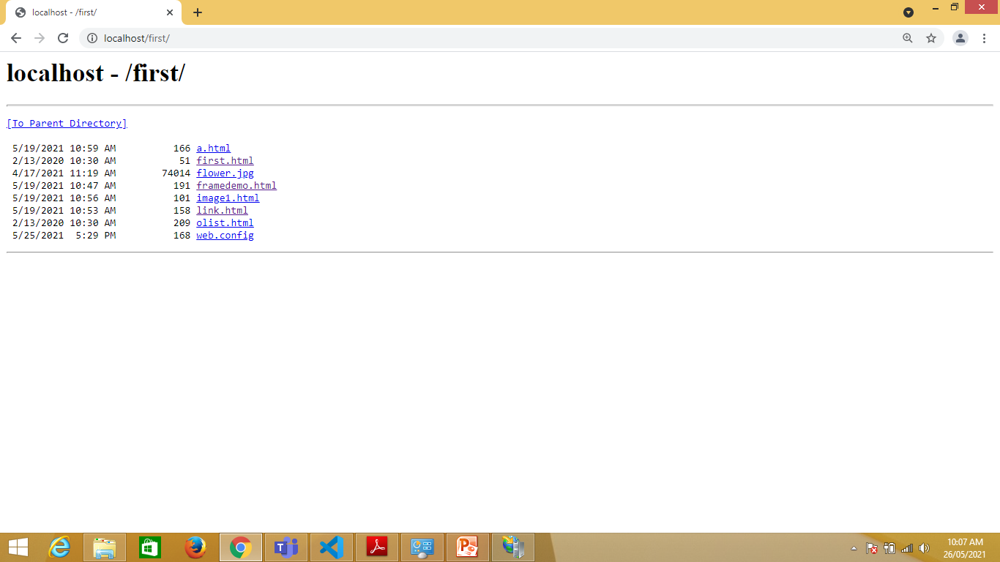 localhost - /first/
localhost/first/
localhost - /first/
[To Parent Directory]
5/19/2021 10:59 AM 166 a.html
2/13/2020 10:30 AM 51 first.html
4/17/2021 11:19 AM 74014 flower.jpg
5/19/2021 10:47 AM 191 framedemo.html
5/19/2021 10:56 AM 101 image1.html
5/19/2021 10:53 AM 158 link.html
2/13/2020 10:30 AM 209 olist.html
5/25/2021 5:29 PM 168 web.config
10:07 AM
26/05/2021